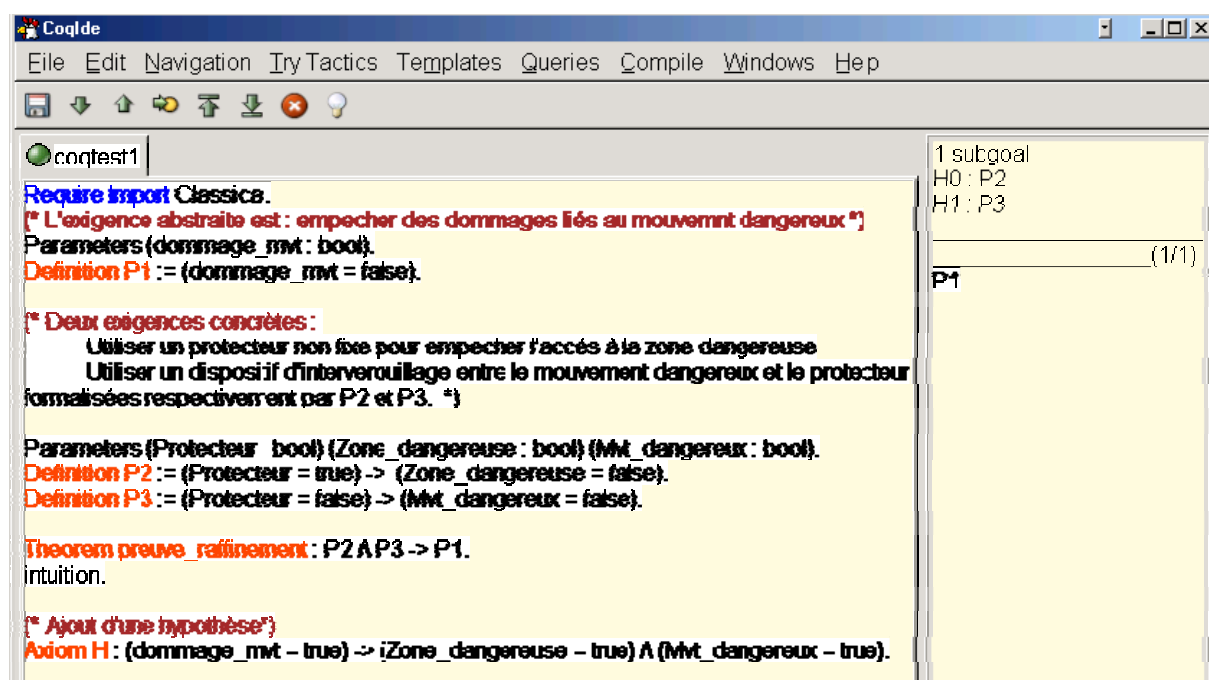 CoqIde
File Edit Navigation Try Tactics Templates Queries Compile Windows Help
coqtest1
Require Import Classica.
(* L'exigence abstraite est : empecher des dommages liés au mouvemnt dangereux *)
Parameters (dommage_mvt : bool).
Definition P1 := (dommage_mvt = false).
(* Deux exigences concrètes :
Utiliser un protecteur non fixe pour empecher l'accés à la zone dangereuse
Utiliser un dispositif d'interverouillage entre le mouvement dangereux et le protecteur
formalisées respectivement par P2 et P3. *)
Parameters (Protecteur bool) (Zone_dangereuse : bool) (Mvt_dangereux : bool).
Definition P2 := (Protecteur = true) -> (Zone_dangereuse = false).
Definition P3 := (Protecteur = false) -> (Mvt_dangereux = false).
Theorem preuve_raffinement : P2 /\ P3 -> P1.
intuition.
(* Ajout d'une hypothèse*)
Axiom H : (dommage_mvt = true) -> (Zone_dangereuse = true) /\ (Mvt_dangereux = true).
1 subgoal
H0 : P2
H1 : P3
(1/1)
P1